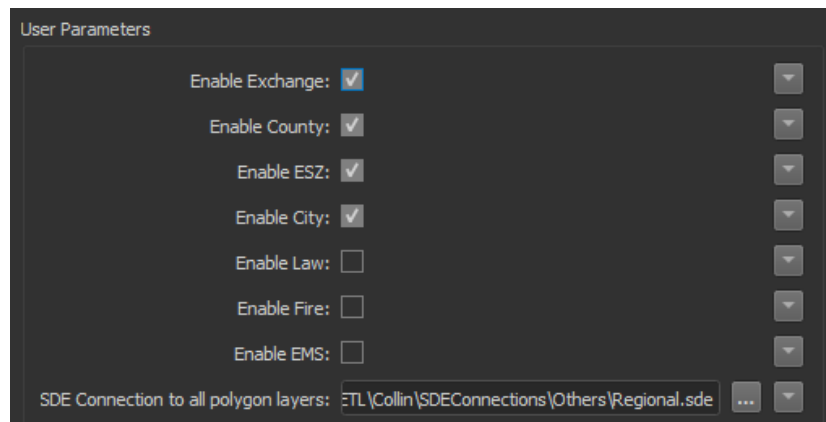 User Parameters
Enable Exchange:
Enable County:
Enable ESZ:
Enable City:
Enable Law:
Enable Fire:
Enable EMS:
SDE Connection to all polygon layers: ETL\Collin\SDEConnections\Others\Regional.sde ...